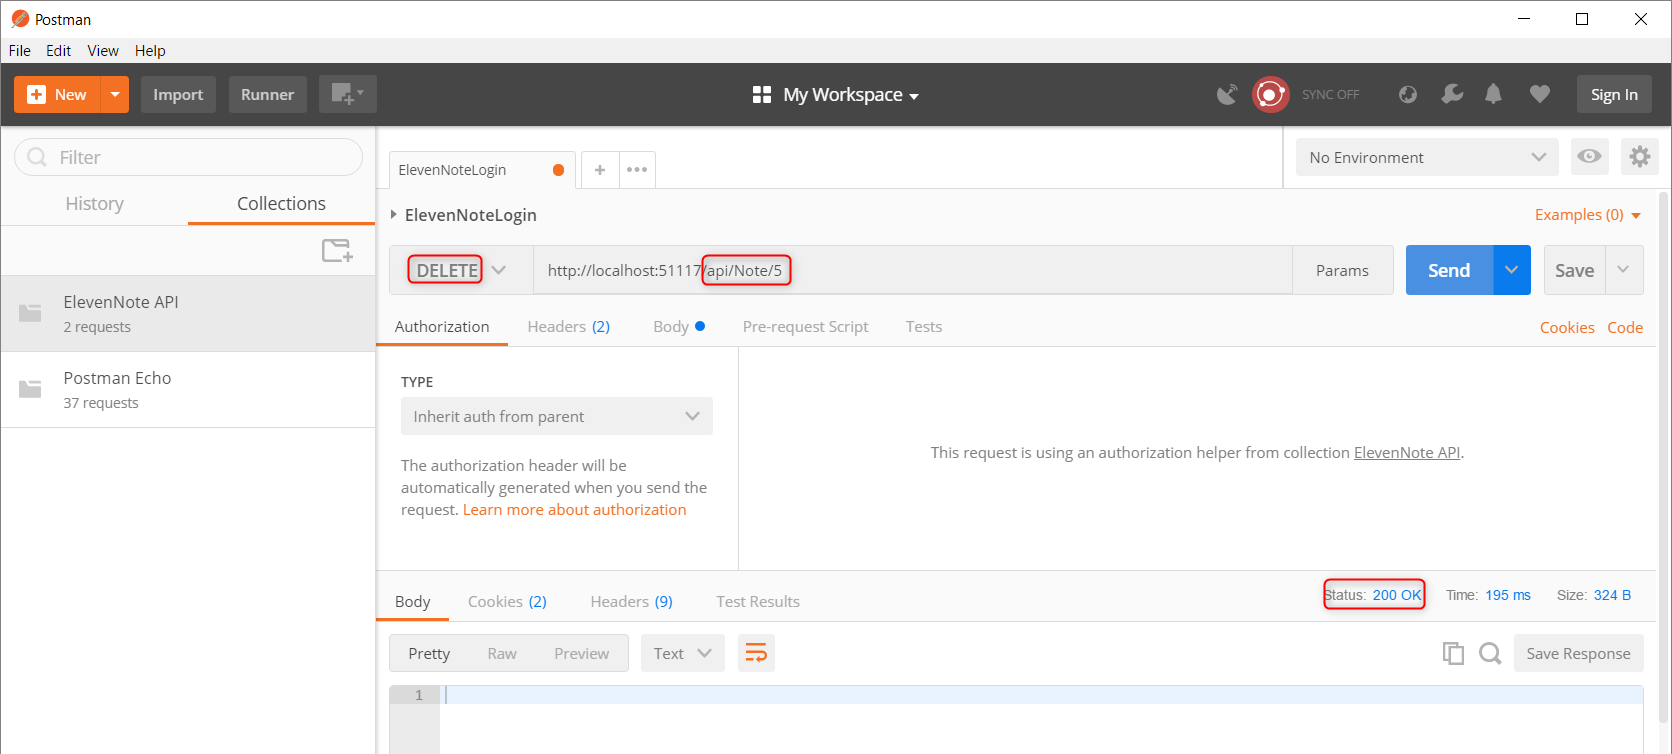 Postman
File Edit View Help
New Import Runner My Workspace SYNC OFF Sign In
Filter
History Collections
ElevenNote API
2 requests
Postman Echo
37 requests
ElevenNoteLogin + ••• No Environment
ElevenNoteLogin Examples (0)
DELETE http://localhost:51117/api/Note/5 Params Send Save
Authorization Headers (2) Body Pre-request Script Tests Cookies Code
TYPE
Inherit auth from parent
The authorization header will be
automatically generated when you send the
request. Learn more about authorization
This request is using an authorization helper from collection ElevenNote API.
Body Cookies (2) Headers (9) Test Results Status: 200 OK Time: 195 ms Size: 324 B
Pretty Raw Preview Text Save Response
1